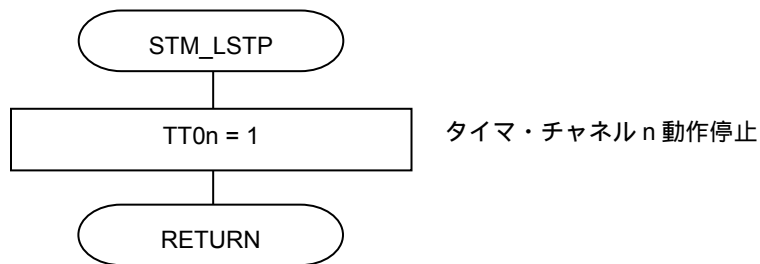 STM_LSTP
TT0n = 1
タイマ・チャネル n 動作停止
RETURN